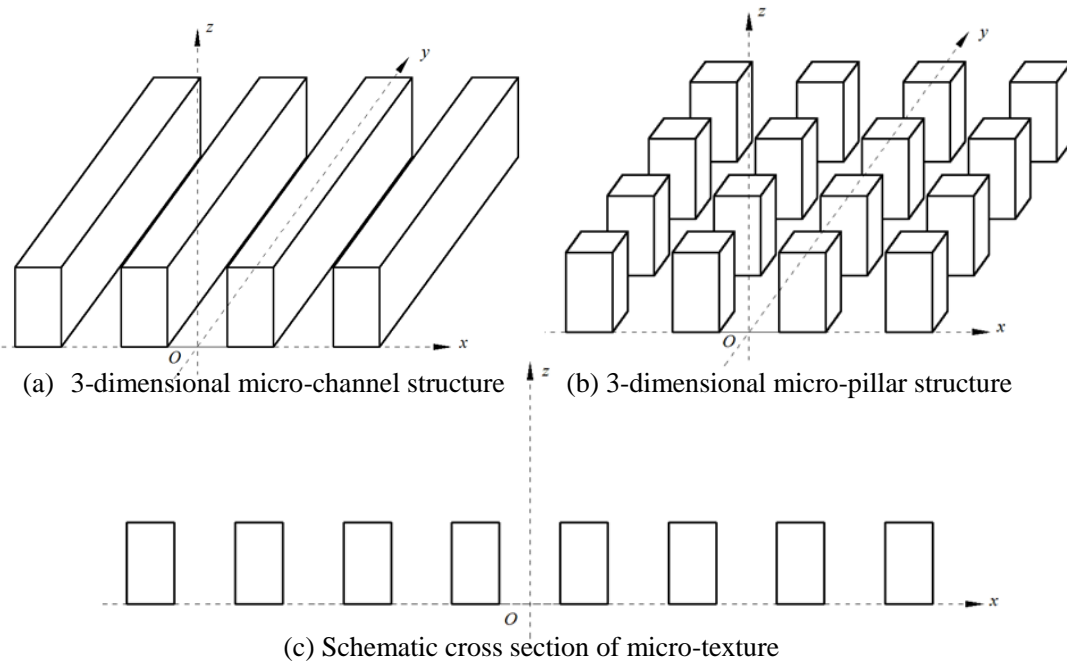 z
y
O
x
z
y
O
x
(a) 3-dimensional micro-channel structure
(b) 3-dimensional micro-pillar structure
z
O
x
(c) Schematic cross section of micro-texture